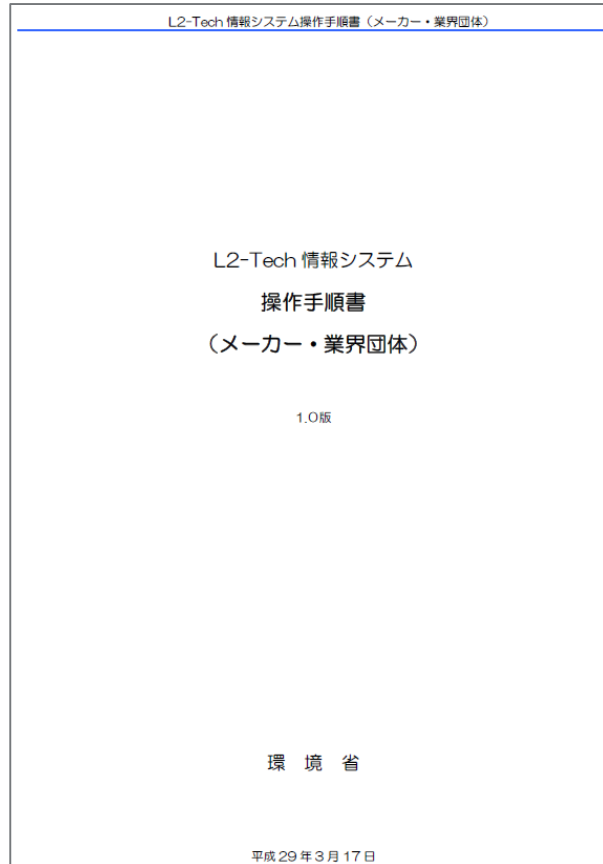 L2-Tech 情報システム操作手順書（メーカー・業界団体）
L2-Tech 情報システム
操作手順書
（メーカー・業界団体）
1.0版
環 境 省
平成 29 年 3 月 17 日